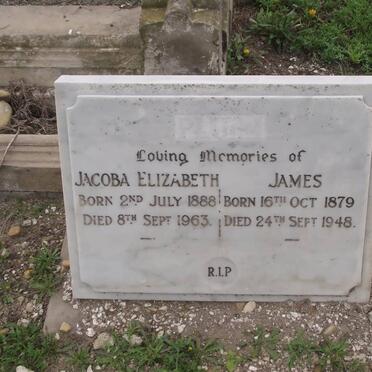 Loving Memories of
JACOBA ELIZABETH JAMES
BORN 2ND JULY 1888 BORN 16TH OCT 1879
DIED 8TH SEPT 1963. DIED 24TH SEPT 1948.
R.I.P